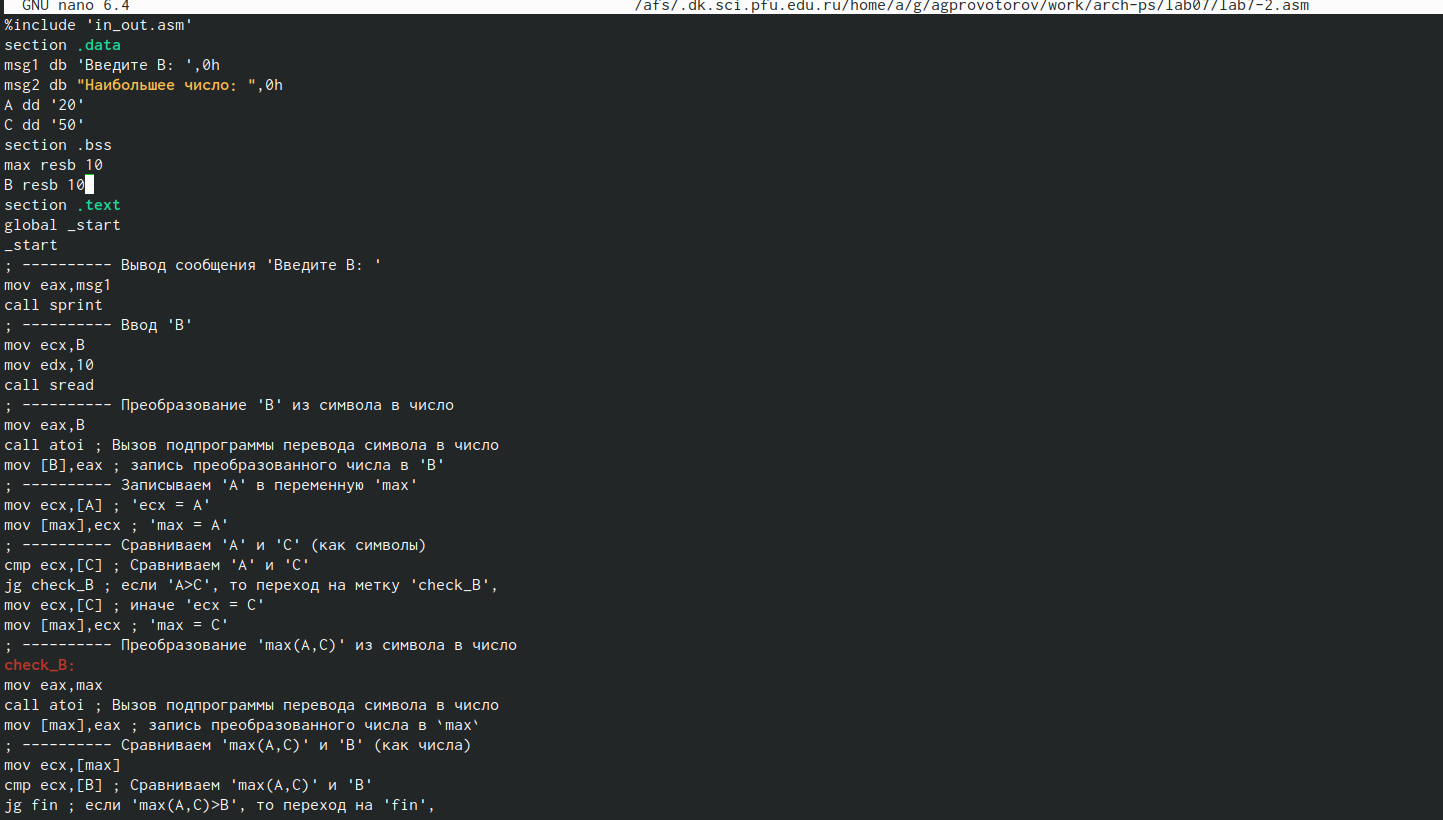 GNU nano 6.4 /afs/.dk.sci.pfu.edu.ru/home/a/g/agprovotorov/work/arch-ps/lab07/lab7-2.asm
%include 'in_out.asm'
section .data
msg1 db 'Введите B: ',0h
msg2 db "Наибольшее число: ",0h
A dd '20'
C dd '50'
section .bss
max resb 10
B resb 10
section .text
global _start
_start
; ---------- Вывод сообщения 'Введите B: '
mov eax,msg1
call sprint
; ---------- Ввод 'B'
mov ecx,B
mov edx,10
call sread
; ---------- Преобразование 'B' из символа в число
mov eax,B
call atoi ; Вызов подпрограммы перевода символа в число
mov [B],eax ; запись преобразованного числа в 'B'
; ---------- Записываем 'A' в переменную 'max'
mov ecx,[A] ; 'ecx = A'
mov [max],ecx ; 'max = A'
; ---------- Сравниваем 'A' и 'С' (как символы)
cmp ecx,[C] ; Сравниваем 'A' и 'С'
jg check_B ; если 'A>C', то переход на метку 'check_B',
mov ecx,[C] ; иначе 'ecx = C'
mov [max],ecx ; 'max = C'
; ---------- Преобразование 'max(A,C)' из символа в число
check_B:
mov eax,max
call atoi ; Вызов подпрограммы перевода символа в число
mov [max],eax ; запись преобразованного числа в `max`
; ---------- Сравниваем 'max(A,C)' и 'B' (как числа)
mov ecx,[max]
cmp ecx,[B] ; Сравниваем 'max(A,C)' и 'B'
jg fin ; если 'max(A,C)>B', то переход на 'fin',